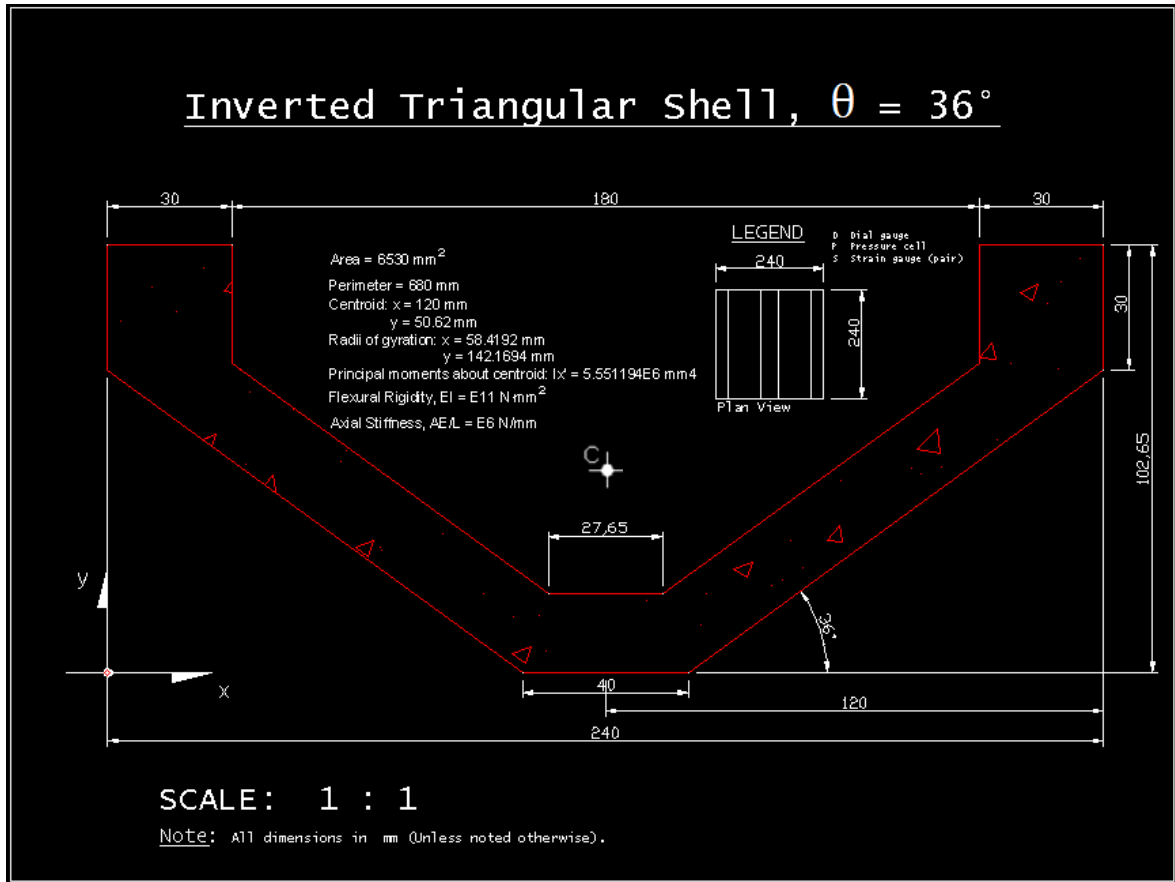 Inverted Triangular Shell, θ = 36°
30
180
30
LEGEND
D Dial gauge
P Pressure cell
S Strain gauge (pair)
240
240
Plan View
Area = 6530 mm²
Perimeter = 680 mm
Centroid: x = 120 mm
y = 50.62 mm
Radii of gyration: x = 58.4192 mm
y = 142.1694 mm
Principal moments about centroid: Ix' = 5.551194E6 mm4
Flexural Rigidity, EI = E11 N·mm²
Axial Stiffness, AE/L = E6 N/mm
30
102,65
C
27,65
y
x
36°
40
120
240
SCALE: 1 : 1
Note: All dimensions in mm (Unless noted otherwise).